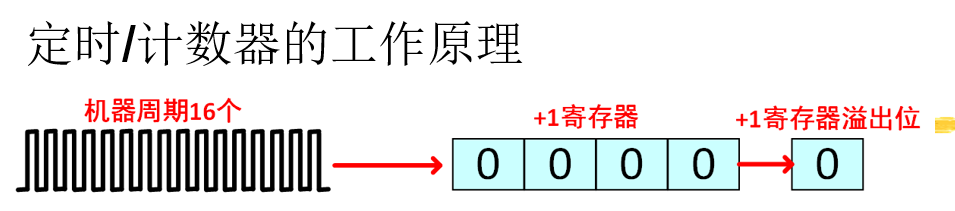 定时/计数器的工作原理
机器周期16个
+1寄存器
+1寄存器溢出位
0 0 0 0 0